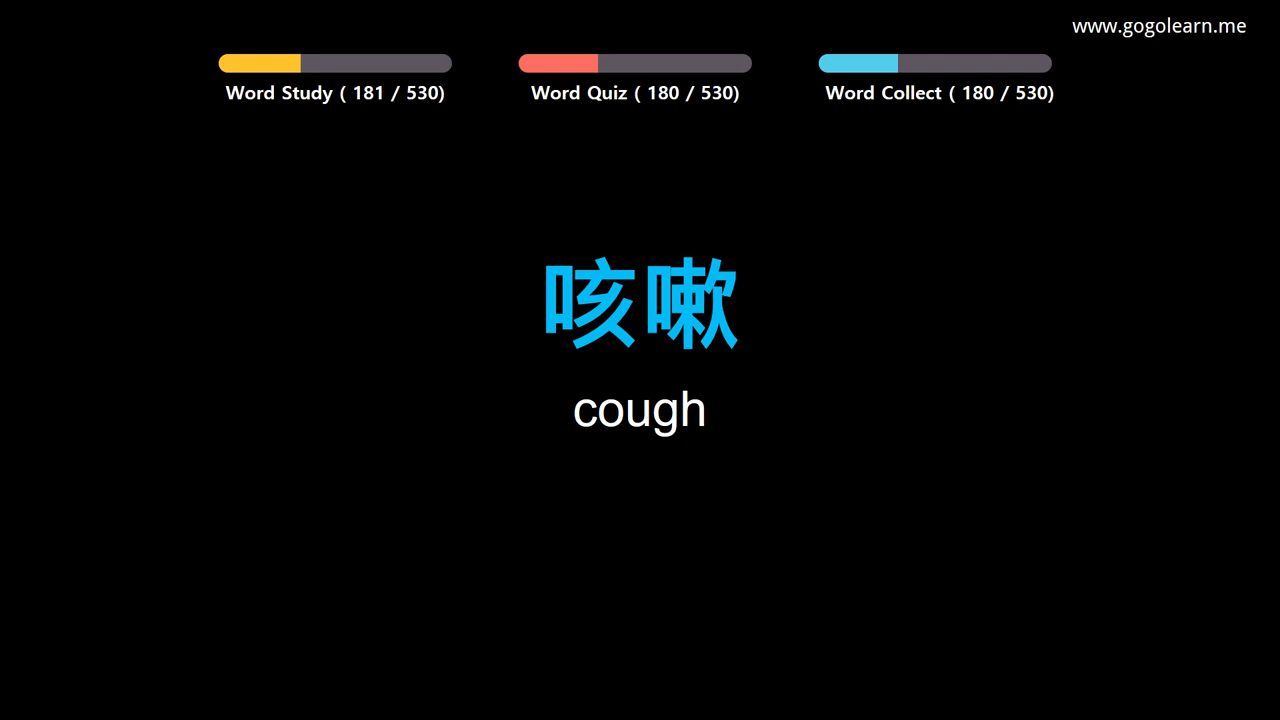 www.gogolearn.me
Word Study ( 181 / 530)
Word Quiz ( 180 / 530)
Word Collect ( 180 / 530)
咳嗽
cough